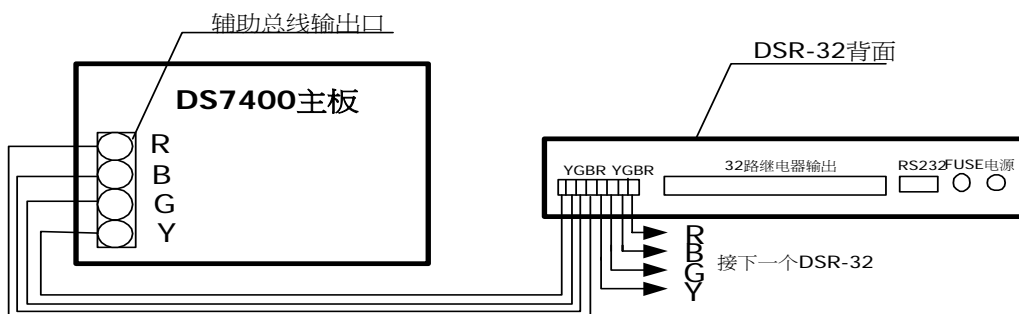 辅助总线输出口
DSR-32背面
DS7400主板
R
B
G
Y
YGBR YGBR
32路继电器输出
RS232
FUSE
电源
R
B
G
Y
接下一个DSR-32